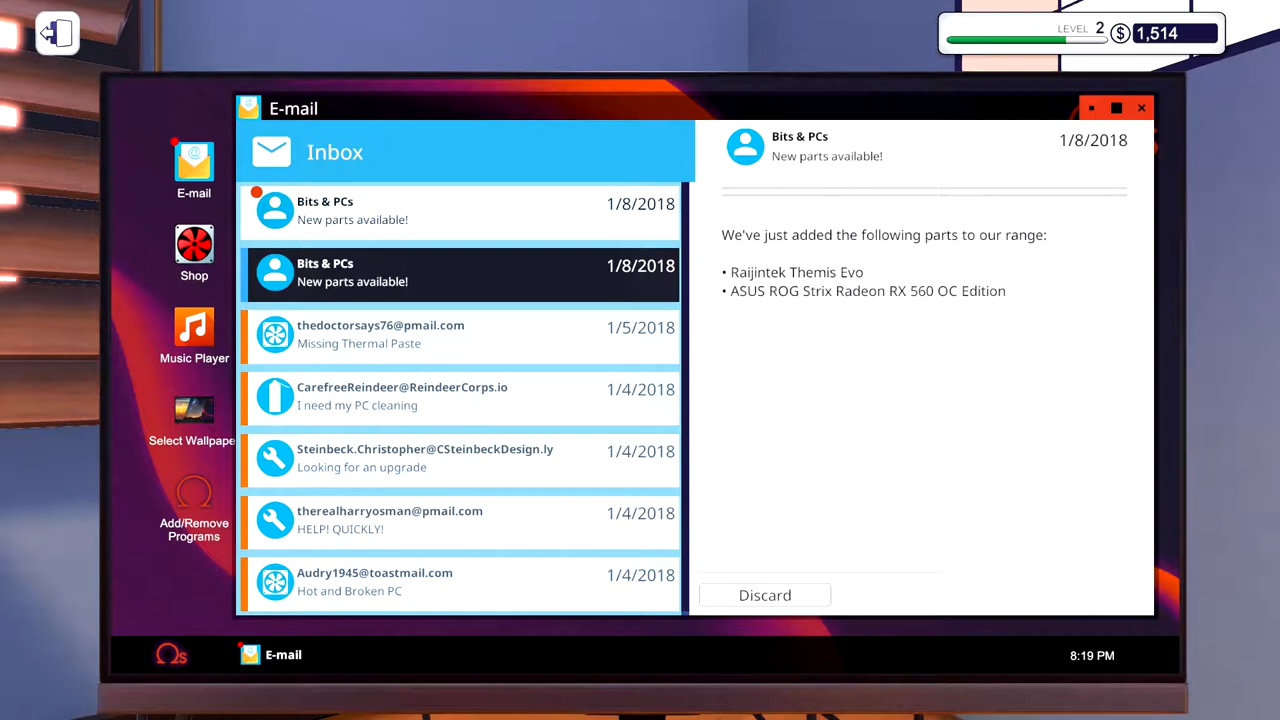 LEVEL 2
$ 1,514
E-mail
Inbox
Bits & PCs
1/8/2018
New parts available!
Bits & PCs
1/8/2018
New parts available!
thedoctorsays76@pmail.com
1/5/2018
Missing Thermal Paste
CarefreeReindeer@ReindeerCorps.io
1/4/2018
I need my PC cleaning
Steinbeck.Christopher@CSteinbeckDesign.ly
1/4/2018
Looking for an upgrade
therealharryosman@pmail.com
1/4/2018
HELP! QUICKLY!
Audry1945@toastmail.com
1/4/2018
Hot and Broken PC
Bits & PCs
1/8/2018
New parts available!
We've just added the following parts to our range:
• Raijintek Themis Evo
• ASUS ROG Strix Radeon RX 560 OC Edition
Discard
E-mail
Shop
Music Player
Select Wallpape
Add/Remove
Programs
Ωs
E-mail
8:19 PM